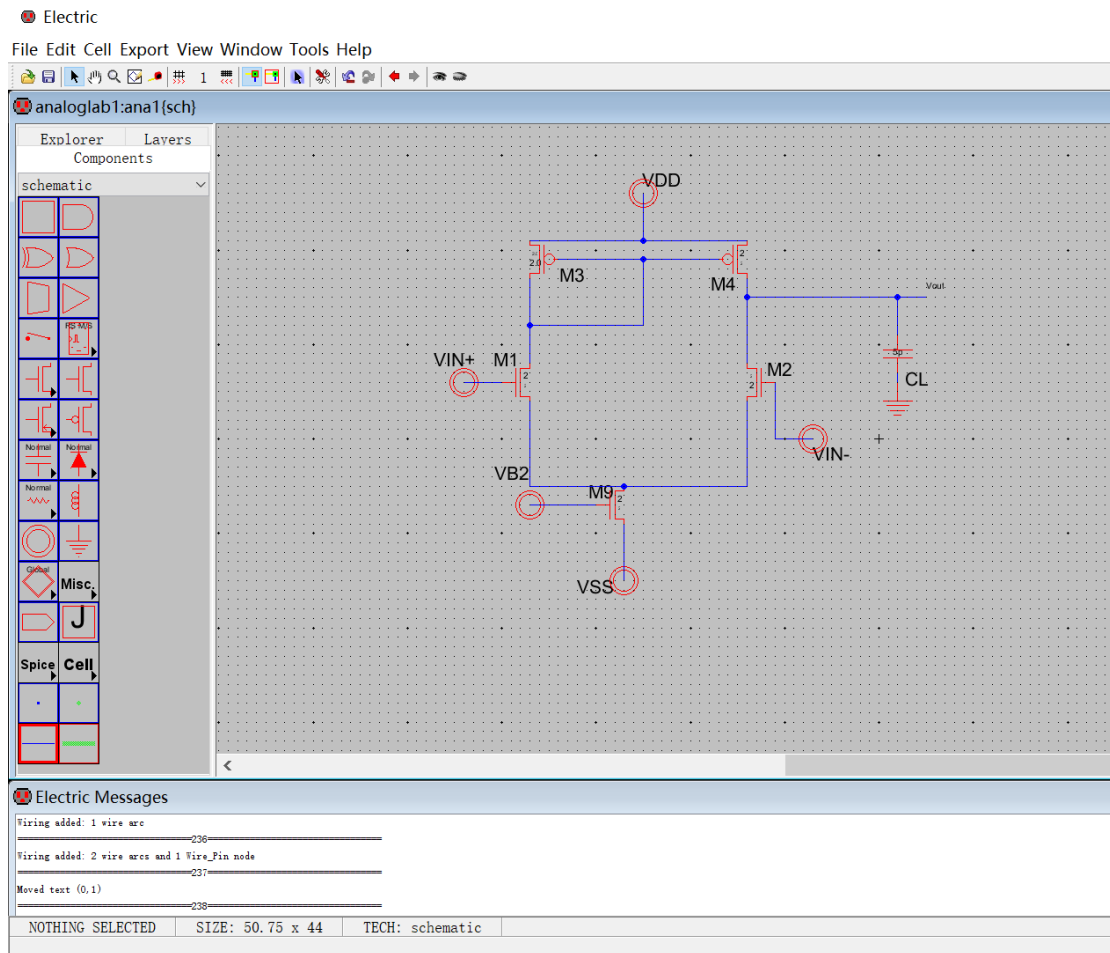 Electric
File Edit Cell Export View Window Tools Help
1
analoglab1:ana1{sch}
Explorer Layers
Components
schematic
RS M/S
Normal Normal
Normal
Global
Misc.
J
Spice Cell
VDD
2.0
M3
2
M4
Vout
VIN+ M1
2
M2
2
5p
CL
VIN-
VB2
M9
2
VSS
Electric Messages
Wiring added: 1 wire arc
236
Wiring added: 2 wire arcs and 1 Wire_Pin node
237
Moved text (0,1)
238
NOTHING SELECTED SIZE: 50.75 x 44 TECH: schematic